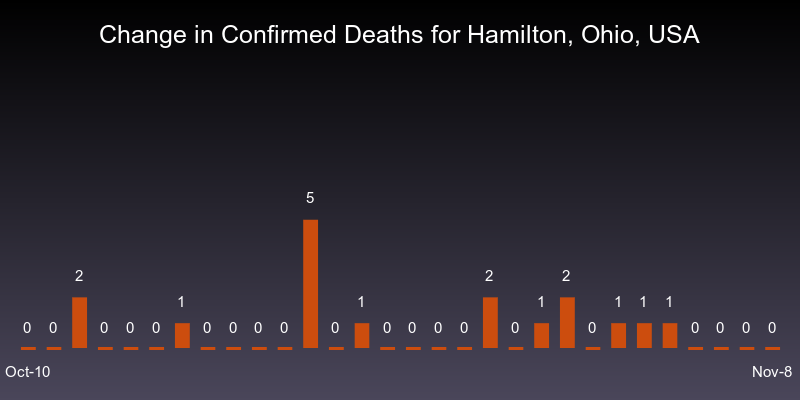 Change in Confirmed Deaths for Hamilton, Ohio, USA
0 0 2 0 0 0 1 0 0 0 0 5 0 1 0 0 0 0 2 0 1 2 0 1 1 1 0 0 0 0
Oct-10 Nov-8